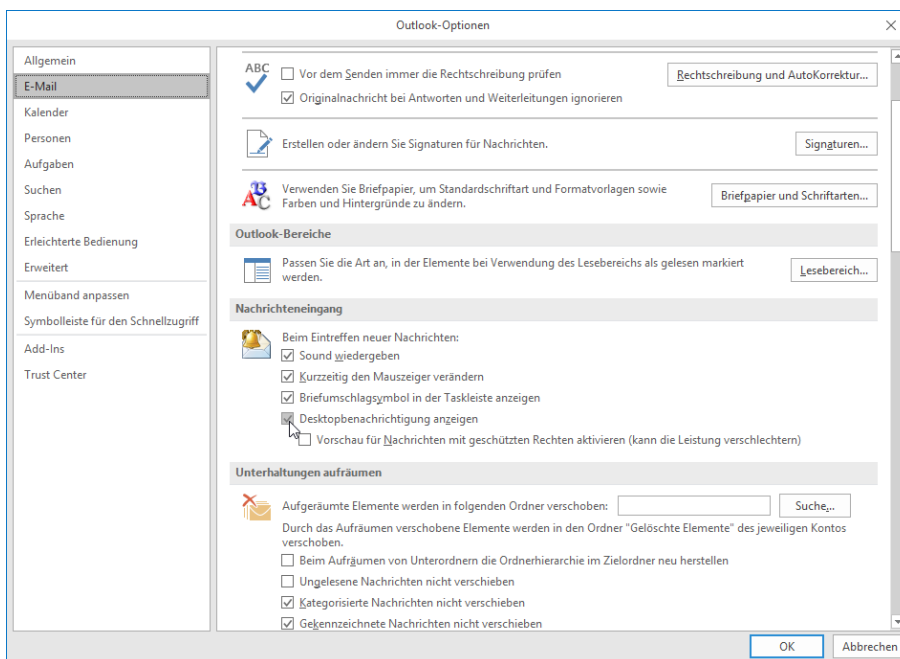 Outlook-Optionen
Allgemein
E-Mail
Kalender
Personen
Aufgaben
Suchen
Sprache
Erleichterte Bedienung
Erweitert
Menüband anpassen
Symbolleiste für den Schnellzugriff
Add-Ins
Trust Center
ABC
Vor dem Senden immer die Rechtschreibung prüfen
Rechtschreibung und AutoKorrektur...
Originalnachricht bei Antworten und Weiterleitungen ignorieren
Erstellen oder ändern Sie Signaturen für Nachrichten.
Signaturen...
ABC
Verwenden Sie Briefpapier, um Standardschriftart und Formatvorlagen sowie
Farben und Hintergründe zu ändern.
Briefpapier und Schriftarten...
Outlook-Bereiche
Passen Sie die Art an, in der Elemente bei Verwendung des Lesebereichs als gelesen markiert
werden.
Lesebereich...
Nachrichteneingang
Beim Eintreffen neuer Nachrichten:
Sound wiedergeben
Kurzzeitig den Mauszeiger verändern
Briefumschlagsymbol in der Taskleiste anzeigen
Desktopbenachrichtigung anzeigen
Vorschau für Nachrichten mit geschützten Rechten aktivieren (kann die Leistung verschlechtern)
Unterhaltungen aufräumen
Aufgeräumte Elemente werden in folgenden Ordner verschoben:
Suche...
Durch das Aufräumen verschobene Elemente werden in den Ordner "Gelöschte Elemente" des jeweiligen Kontos
verschoben.
Beim Aufräumen von Unterordnern die Ordnerhierarchie im Zielordner neu herstellen
Ungelesene Nachrichten nicht verschieben
Kategorisierte Nachrichten nicht verschieben
Gekennzeichnete Nachrichten nicht verschieben
OK
Abbrechen